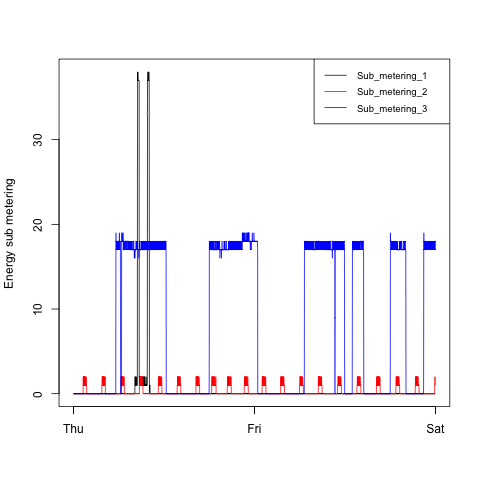 Sub_metering_1
Sub_metering_2
Sub_metering_3
Energy sub metering
30
20
10
0
Thu
Fri
Sat